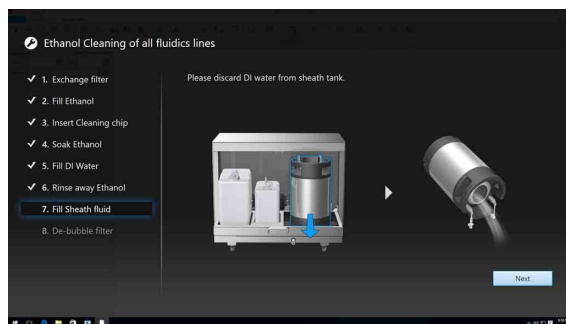 Ethanol Cleaning of all fluidics lines
1. Exchange filter
2. Fill Ethanol
3. Insert Cleaning chip
4. Soak Ethanol
5. Fill DI Water
6. Rinse away Ethanol
7. Fill Sheath fluid
8. De-bubble filter
Please discard DI water from sheath tank.
Next